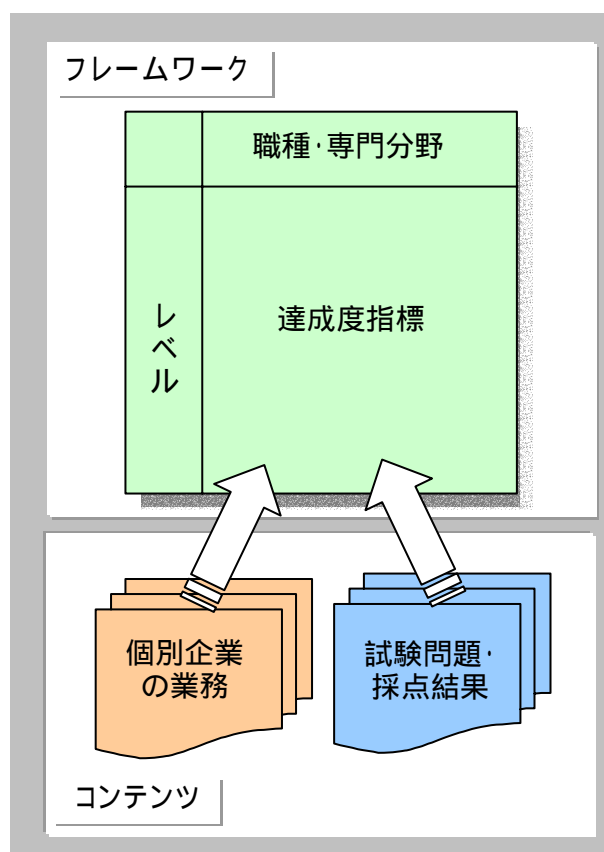 フレームワーク
職種・専門分野
レベル
達成度指標
個別企業
の業務
試験問題・
採点結果
コンテンツ